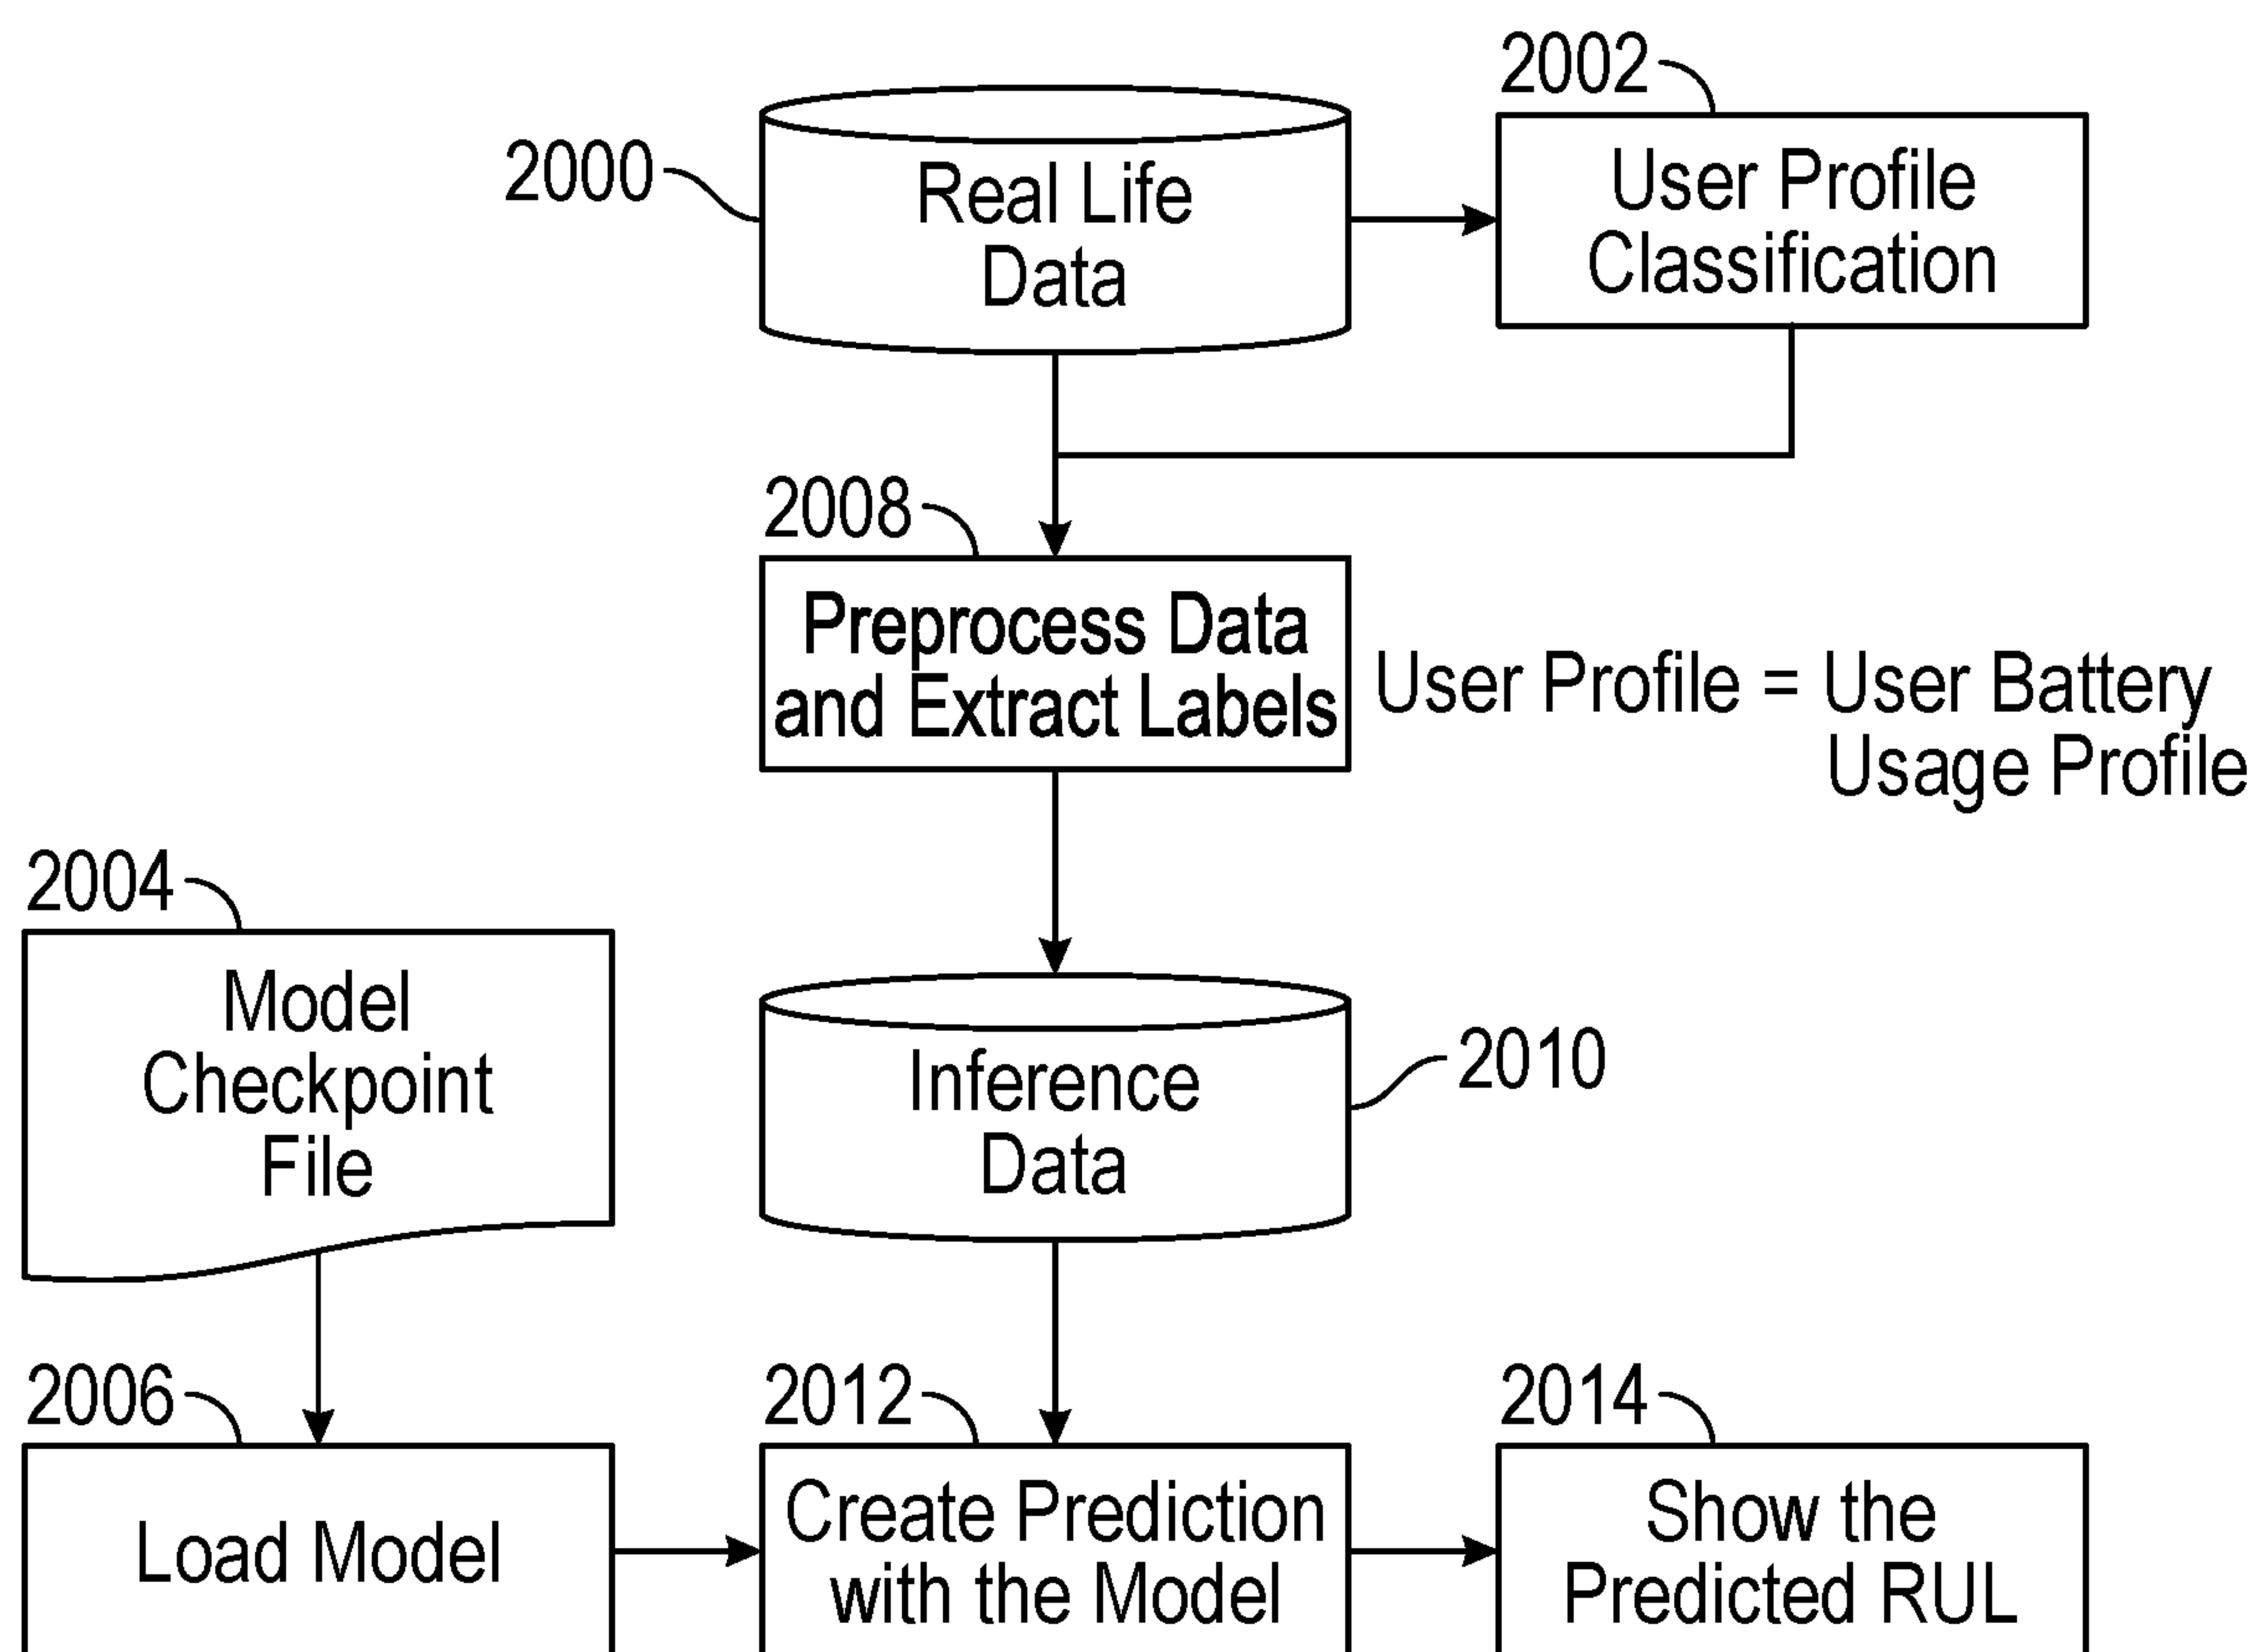 2002
2000
Real Life
Data
User Profile
Classification
2008
Preprocess Data
and Extract Labels
User Profile = User Battery
Usage Profile
2004
Model
Checkpoint
File
Inference
Data
2010
2006
Load Model
2012
Create Prediction
with the Model
2014
Show the
Predicted RUL